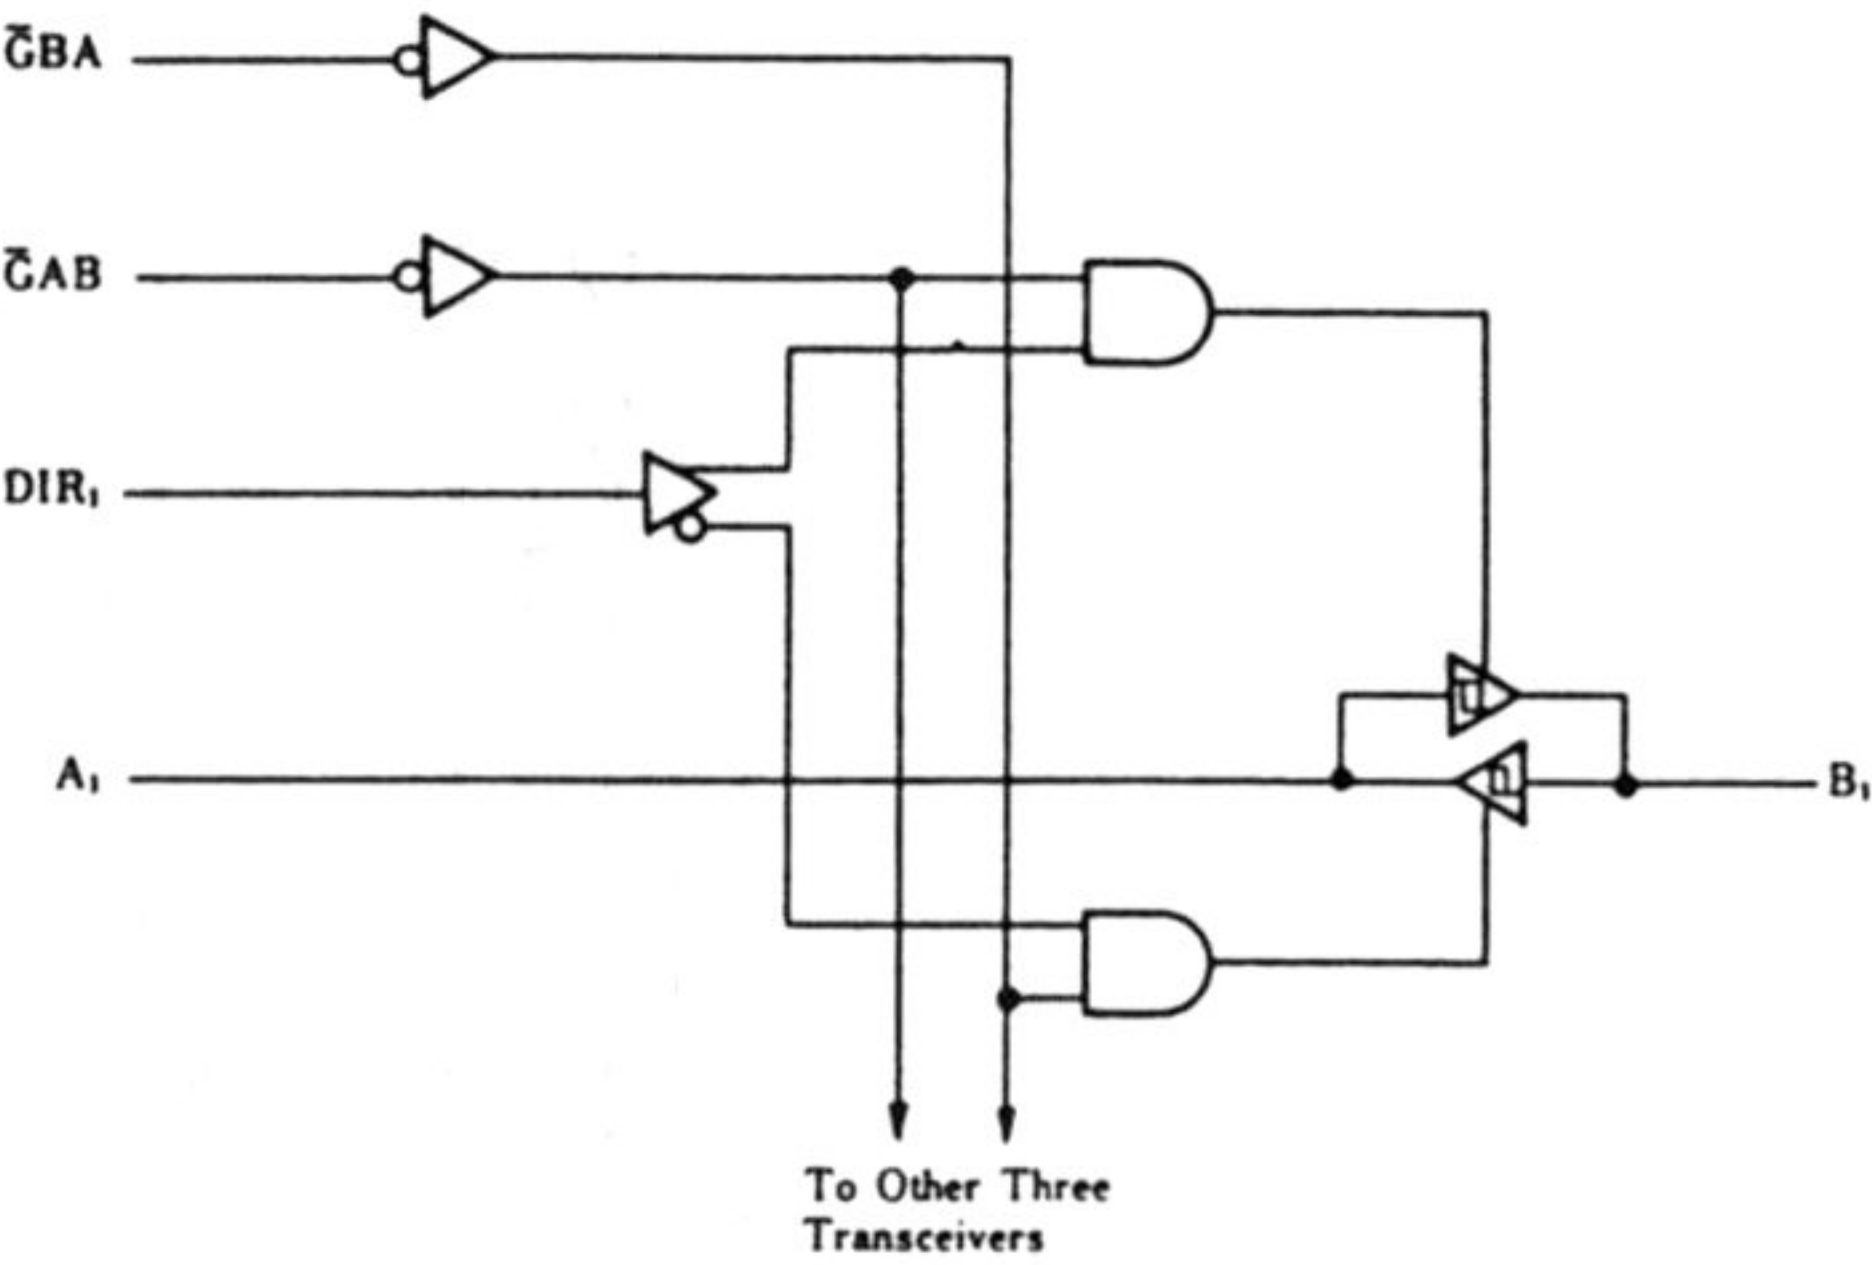 ḠBA
ḠAB
DIR₁
A₁
B₁
To Other Three
Transceivers